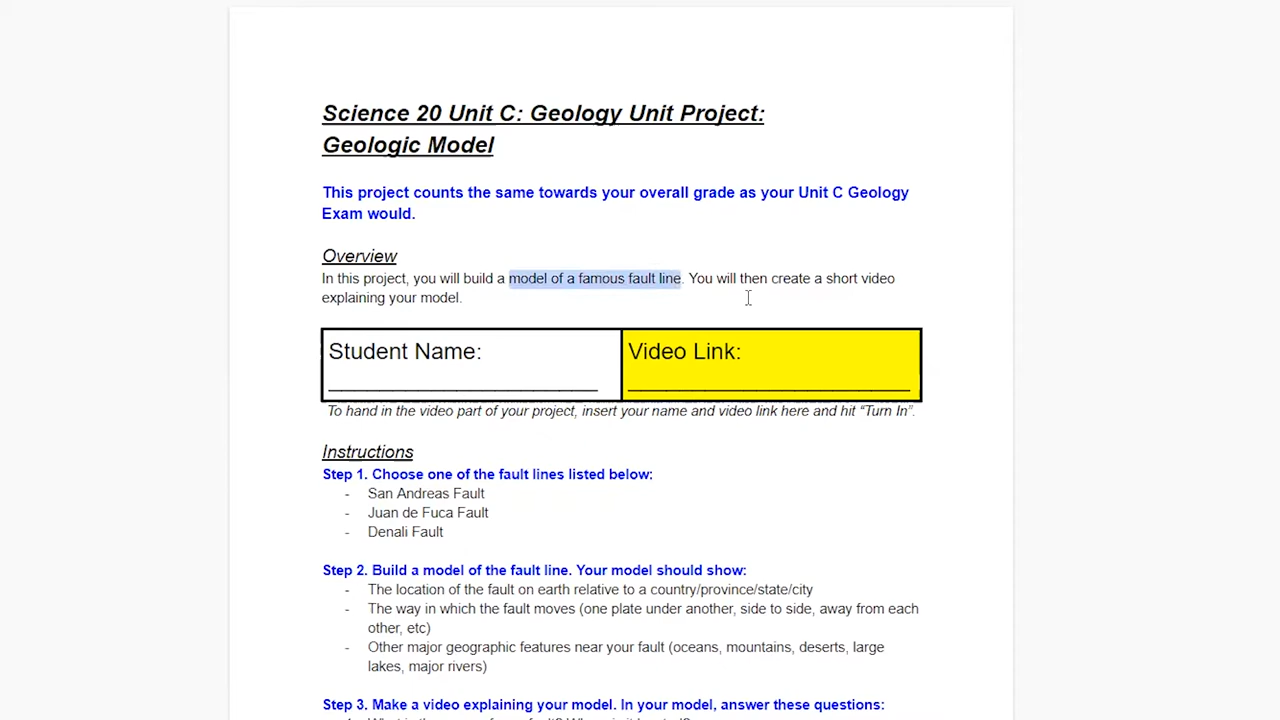 Science 20 Unit C: Geology Unit Project:
Geologic Model
This project counts the same towards your overall grade as your Unit C Geology
Exam would.
Overview
In this project, you will build a model of a famous fault line. You will then create a short video
explaining your model.
Student Name:
Video Link:
To hand in the video part of your project, insert your name and video link here and hit “Turn In”.
Instructions
Step 1. Choose one of the fault lines listed below:
- San Andreas Fault
- Juan de Fuca Fault
- Denali Fault
Step 2. Build a model of the fault line. Your model should show:
- The location of the fault on earth relative to a country/province/state/city
- The way in which the fault moves (one plate under another, side to side, away from each
other, etc)
- Other major geographic features near your fault (oceans, mountains, deserts, large
lakes, major rivers)
Step 3. Make a video explaining your model. In your model, answer these questions: